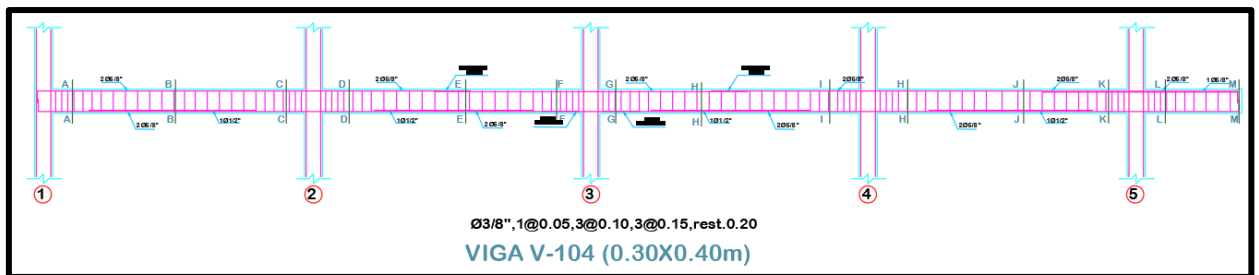 A B C D E F G H I H J K L M
2Ø5/8" 2Ø5/8" 2Ø5/8" 2Ø5/8" 2Ø5/8" 2Ø5/8" 1Ø5/8"
A B C D E F G H I H J K L M
2Ø5/8" 1Ø1/2" 1Ø1/2" 2Ø5/8" 1Ø1/2" 2Ø5/8" 2Ø5/8" 1Ø1/2"
1 2 3 4 5
Ø3/8",1@0.05,3@0.10,3@0.15,rest.0.20
VIGA V-104 (0.30X0.40m)